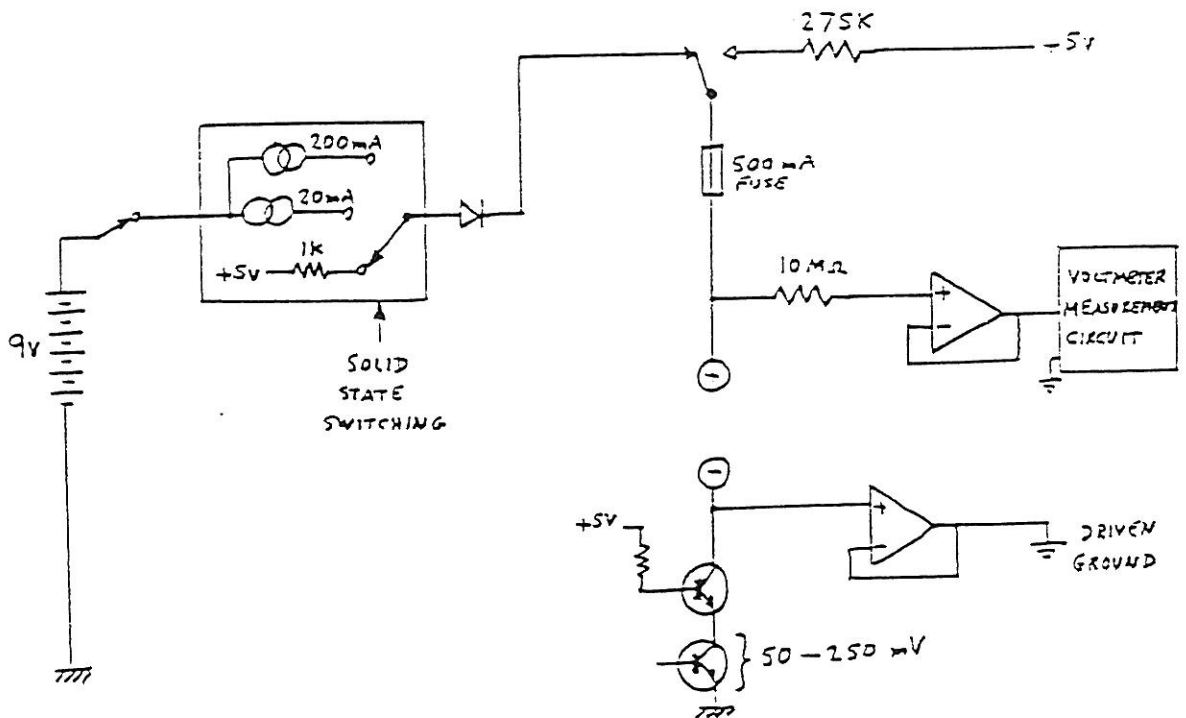 275K
-5V
200mA
20mA
1K
+5V
9V
SOLID
STATE
SWITCHING
500mA
FUSE
10MΩ
+
-
VOLTMETER
MEASUREMENT
CIRCUIT
-
-
+5V
+
-
DRIVEN
GROUND
50-250 mV